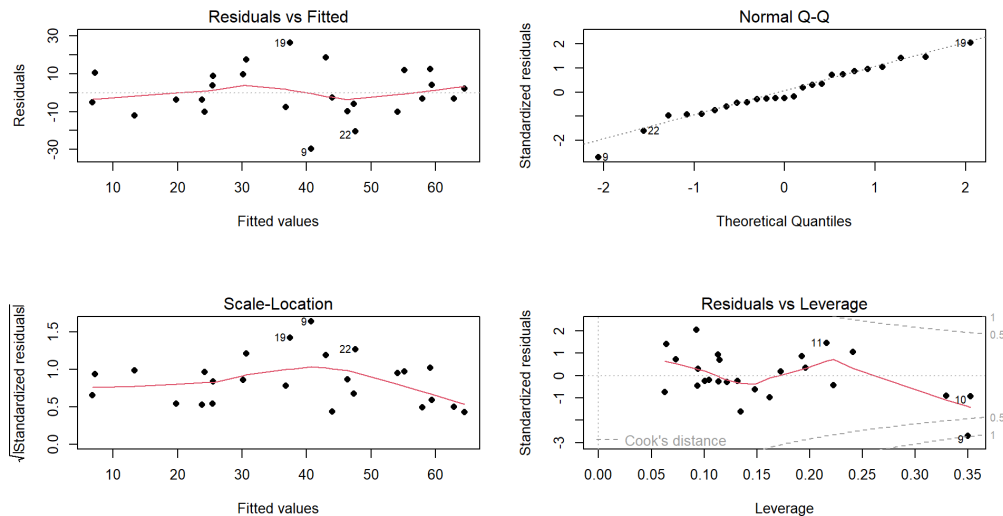 Residuals vs Fitted
Residuals
30
10
-10
-30
19
22
9
10 20 30 40 50 60
Fitted values
Normal Q-Q
Standardized residuals
2
1
0
-2
19
22
9
-2 -1 0 1 2
Theoretical Quantiles
Scale-Location
√|Standardized residuals|
1.5
1.0
0.5
0.0
19
9
22
10 20 30 40 50 60
Fitted values
Residuals vs Leverage
Standardized residuals
2
1
0
-1
-3
11
10
9
1
0.5
0.5
1
Cook's distance
0.00 0.05 0.10 0.15 0.20 0.25 0.30 0.35
Leverage